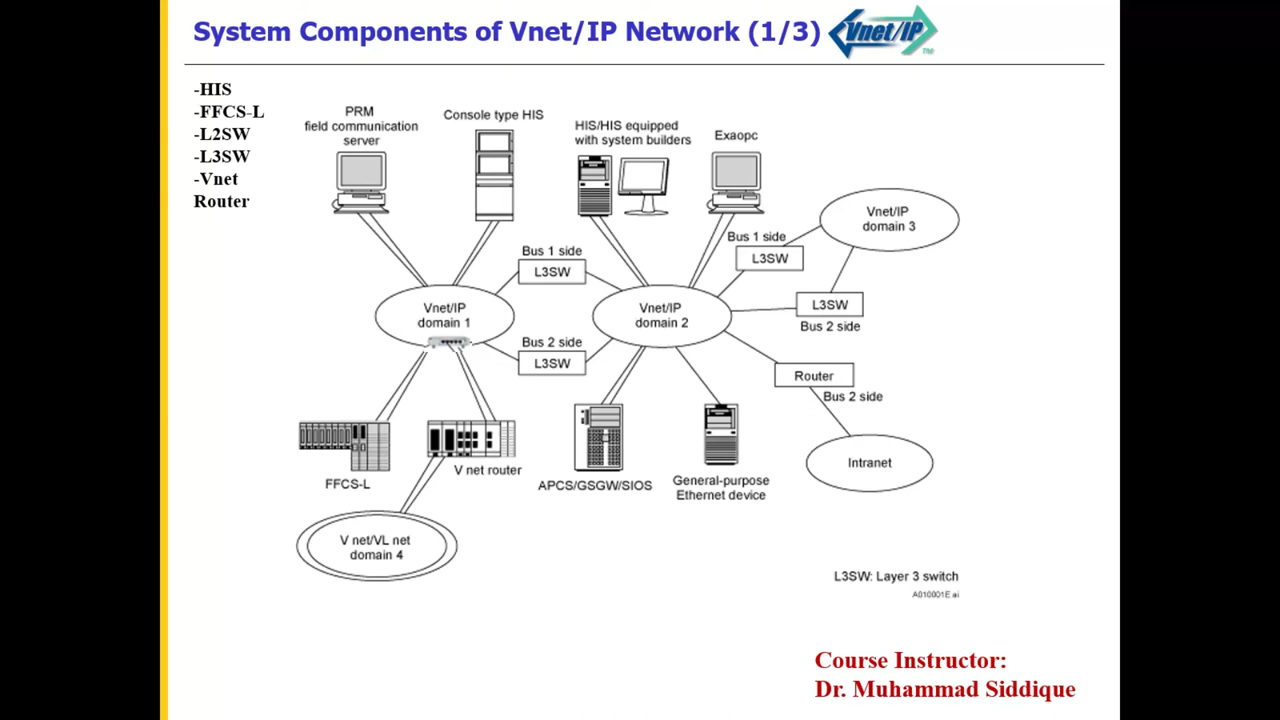 System Components of Vnet/IP Network (1/3)
Vnet/IP
-HIS
-FFCS-L
-L2SW
-L3SW
-Vnet
Router
PRM
field communication
server
Console type HIS
HIS/HIS equipped
with system builders
Exaopc
Vnet/IP
domain 3
Bus 1 side
L3SW
Bus 1 side
L3SW
Vnet/IP
domain 1
Vnet/IP
domain 2
L3SW
Bus 2 side
Bus 2 side
L3SW
Router
Bus 2 side
Intranet
FFCS-L
V net router
APCS/GSGW/SIOS
General-purpose
Ethernet device
V net/VL net
domain 4
L3SW: Layer 3 switch
A010001E.ai
Course Instructor:
Dr. Muhammad Siddique